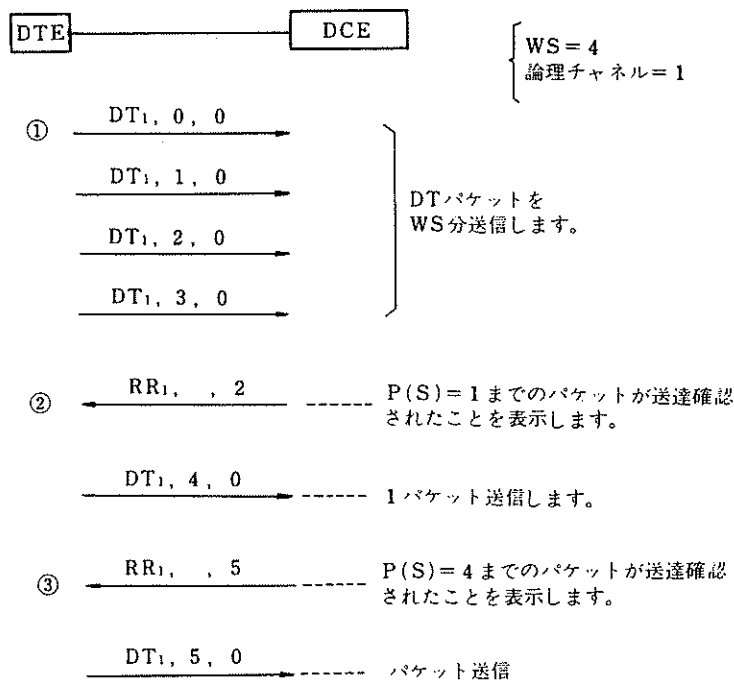 DTE
DCE
WS=4
論理チャネル=1
① DT1, 0, 0
DT1, 1, 0
DTパケットを
WS分送信します。
DT1, 2, 0
DT1, 3, 0
② RR1, , 2
P(S)=1までのパケットが送達確認
されたことを表示します。
DT1, 4, 0
1パケット送信します。
③ RR1, , 5
P(S)=4までのパケットが送達確認
されたことを表示します。
DT1, 5, 0
パケット送信